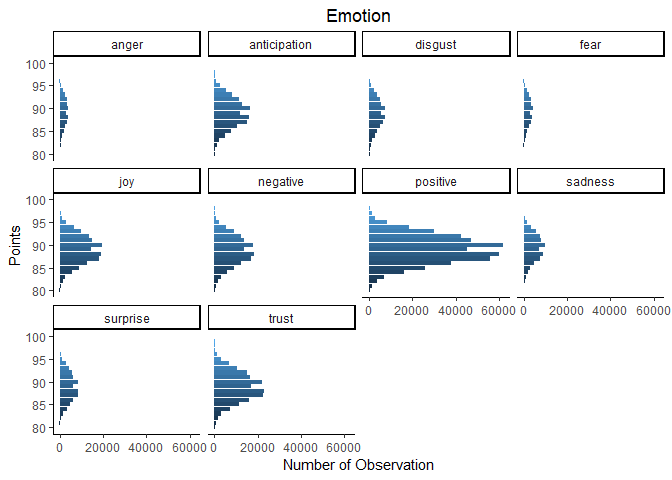 Emotion
anger anticipation disgust fear
100
95
90
85
80
joy negative positive sadness
100
95
90
85
80
Points
0 20000 40000 60000 0 20000 40000 60000
surprise trust
100
95
90
85
80
0 20000 40000 60000 0 20000 40000 60000
Number of Observation